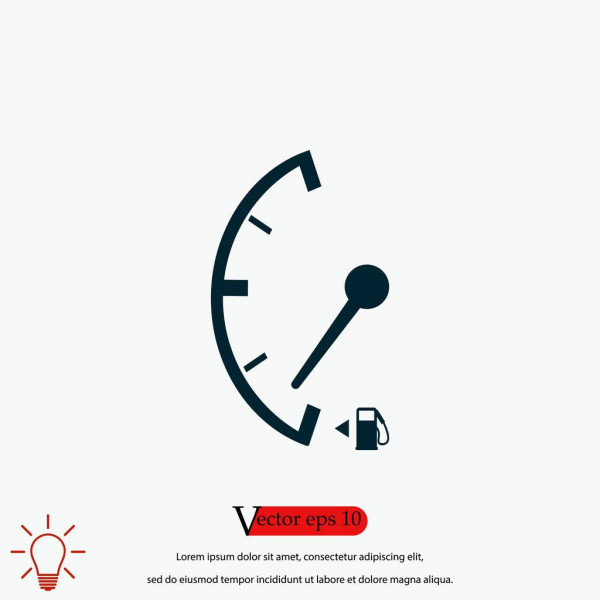 Vector eps 10
Lorem ipsum dolor sit amet, consectetur adipiscing elit,
sed do eiusmod tempor incididunt ut labore et dolore magna aliqua.